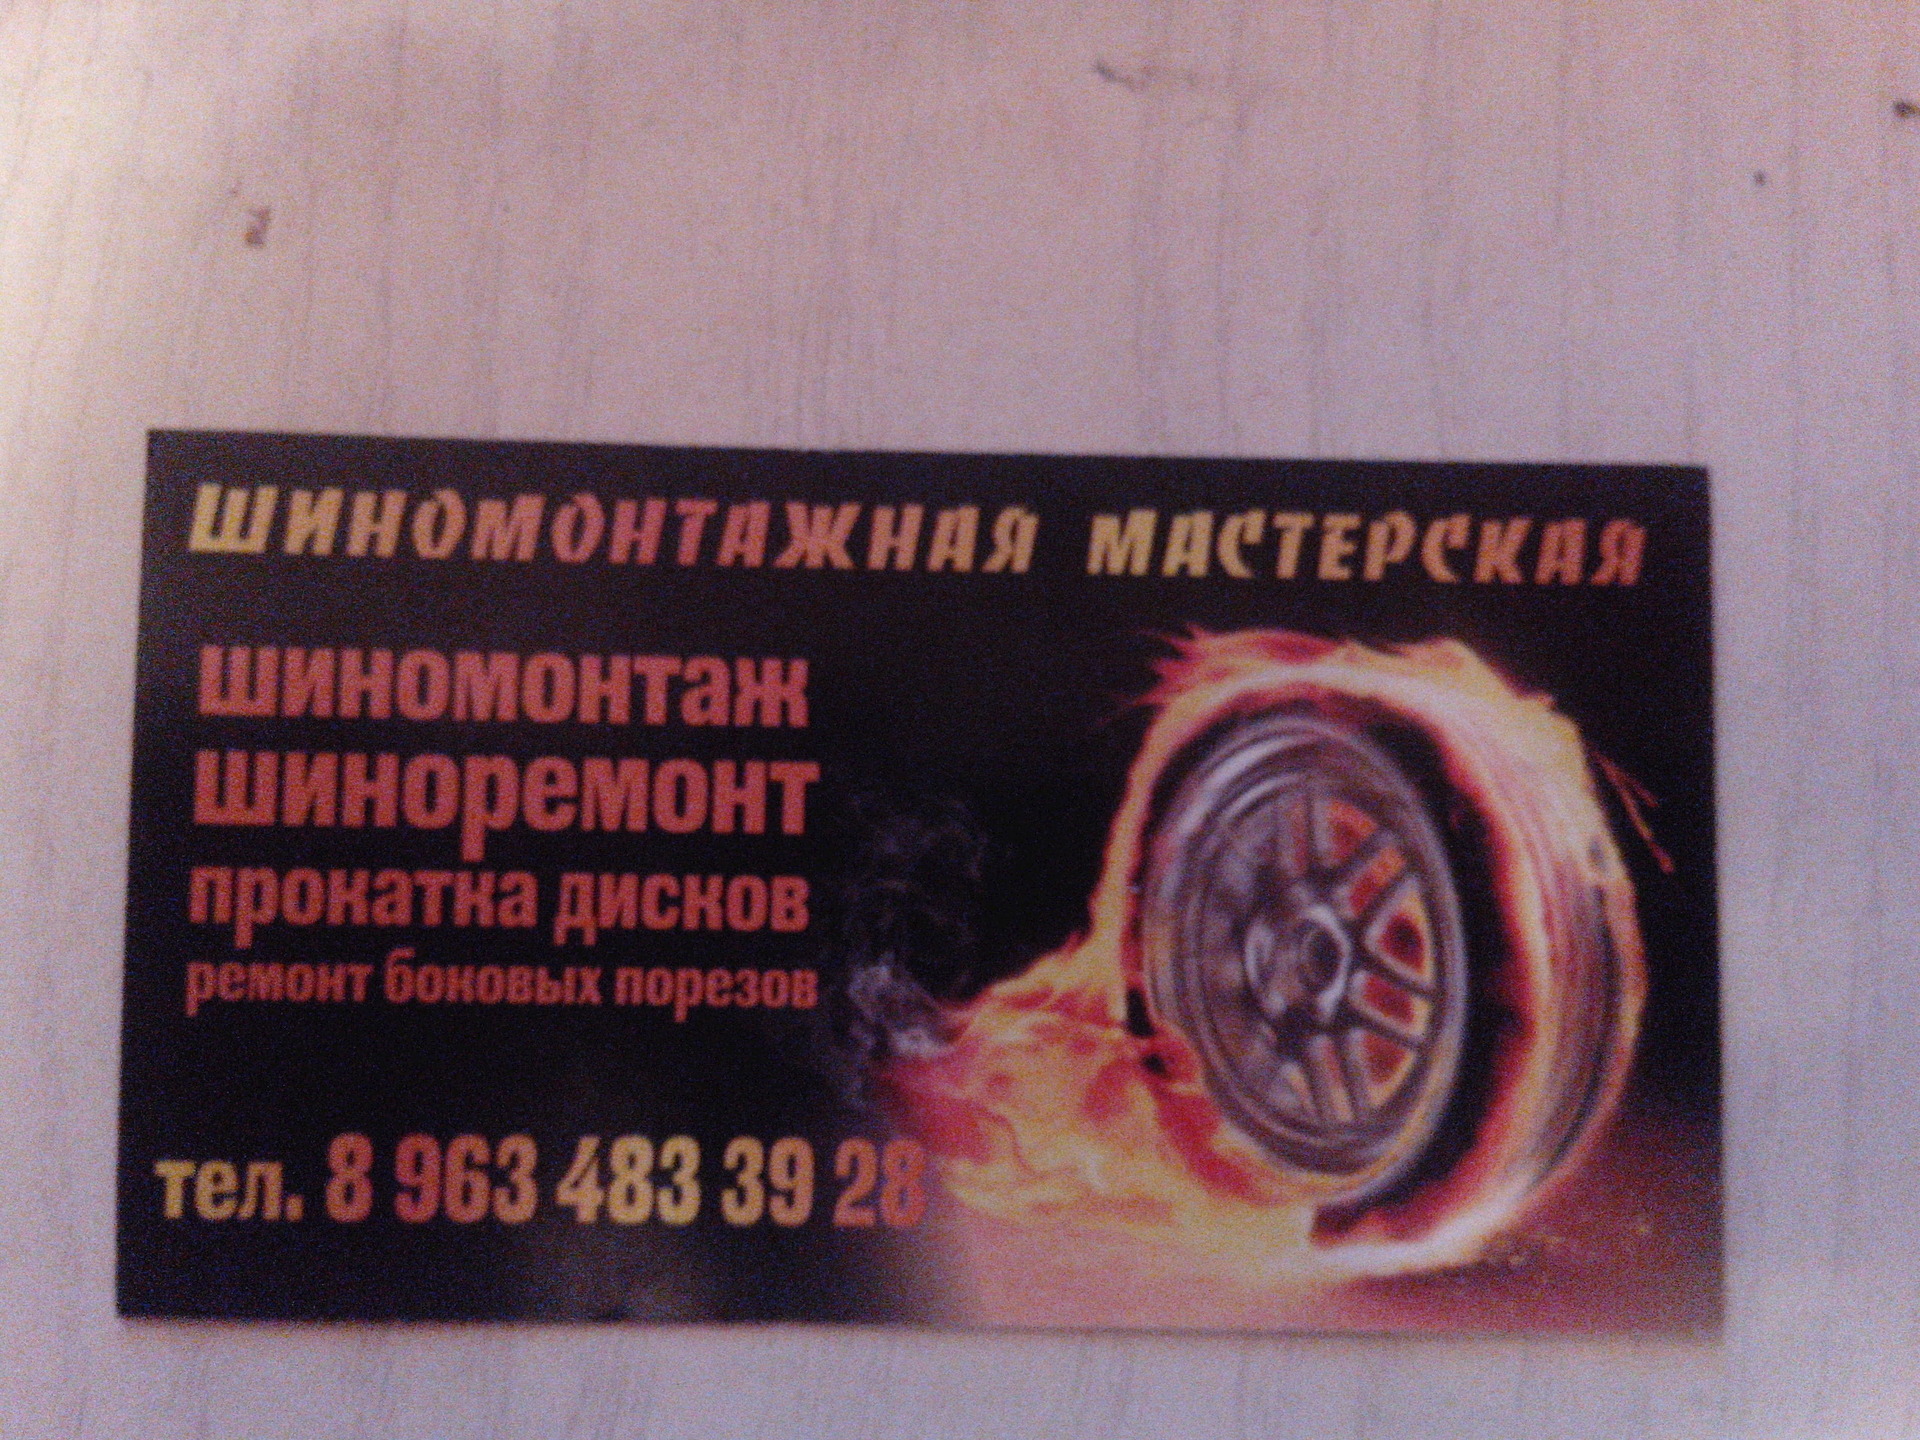 ШИНОМОНТАЖНАЯ МАСТЕРСКАЯ
шиномонтаж
шиноремонт
прокатка дисков
ремонт боковых порезов
тел. 8 963 483 39 28